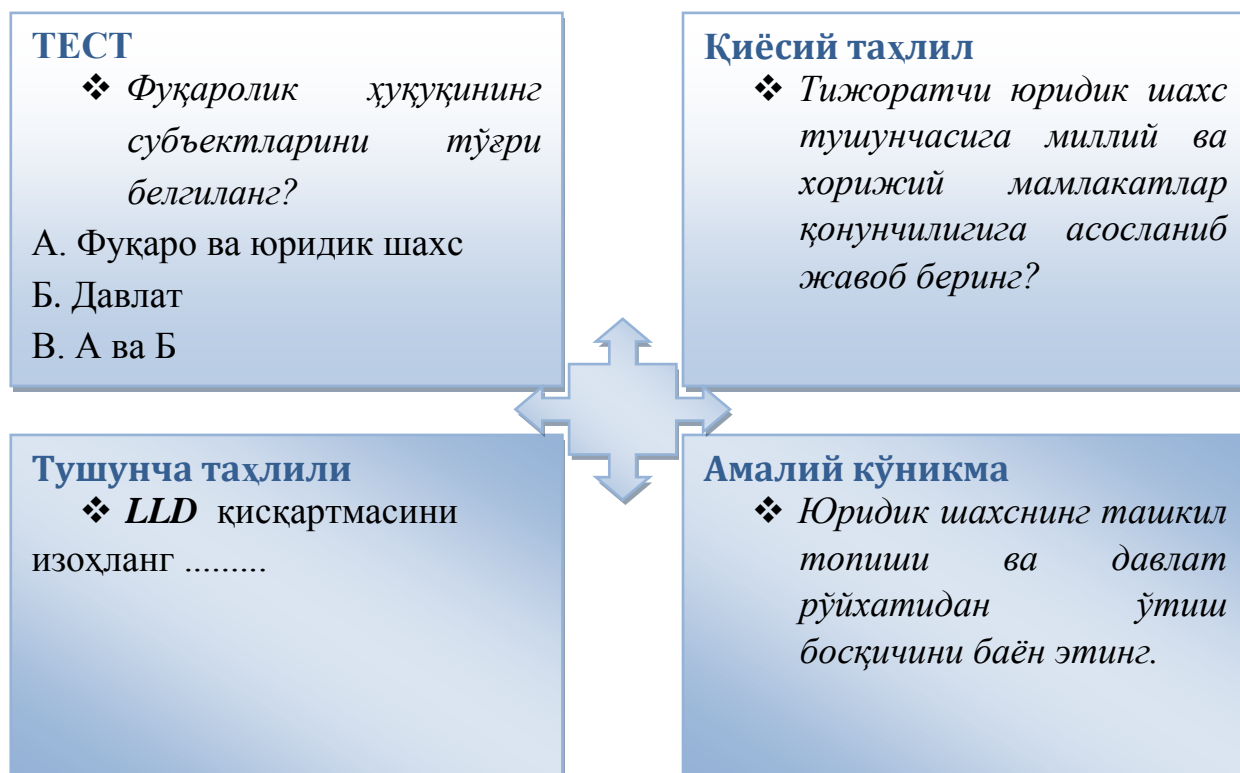 ТЕСТ
❖ Фуқаролик ҳуқуқининг
субъектларини тўғри
белгиланг?
А. Фуқаро ва юридик шахс
Б. Давлат
В. А ва Б
Қиёсий таҳлил
❖ Тижоратчи юридик шахс
тушунчасига миллий ва
хорижий мамлакатлар
қонунчилигига асосланиб
жавоб беринг?
Тушунча таҳлили
❖ LLD қисқартмасини
изоҳланг .........
Амалий кўникма
❖ Юридик шахснинг ташкил
топиши ва давлат
рўйхатидан ўтиш
босқичини баён этинг.